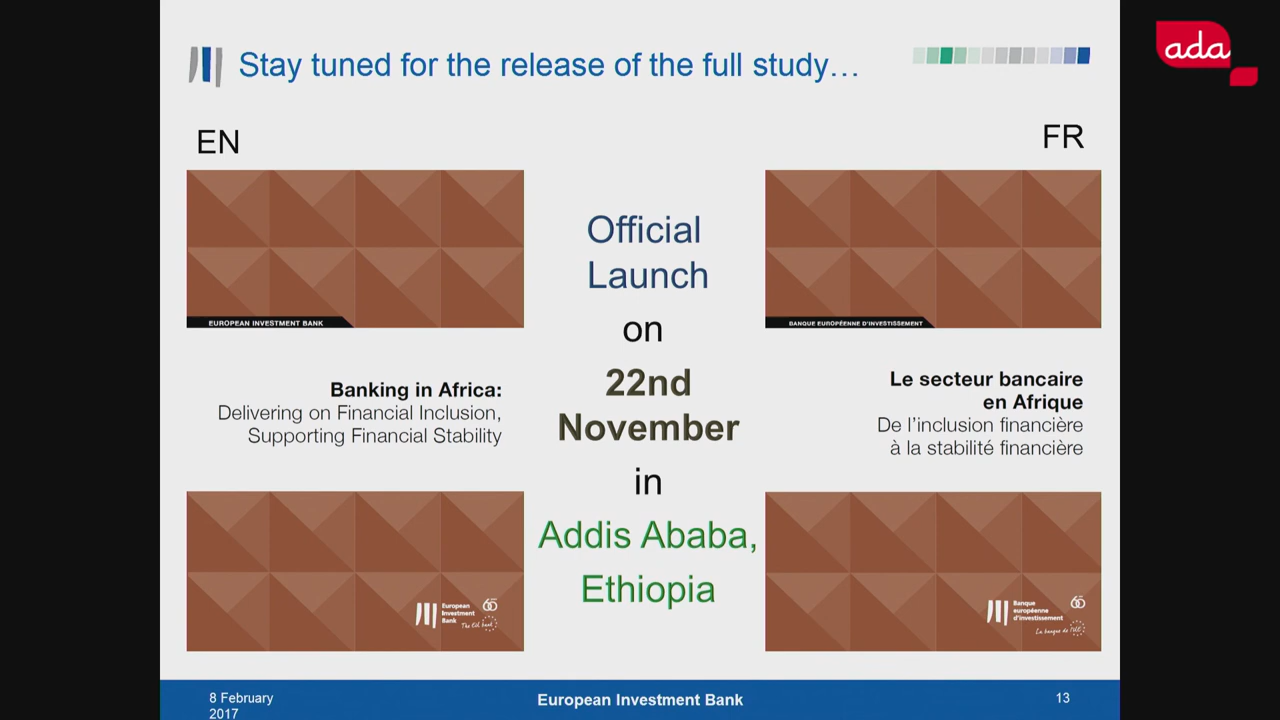 Stay tuned for the release of the full study…
ada
EN
FR
EUROPEAN INVESTMENT BANK
Banking in Africa:
Delivering on Financial Inclusion,
Supporting Financial Stability
European
Investment
Bank
The EU bank
Official
Launch
on
22nd
November
in
Addis Ababa,
Ethiopia
BANQUE EUROPÉENNE D'INVESTISSEMENT
Le secteur bancaire
en Afrique
De l’inclusion financière
à la stabilité financière
Banque
européenne
d'investissement
La banque de l'UE
8 February
2017
European Investment Bank
13